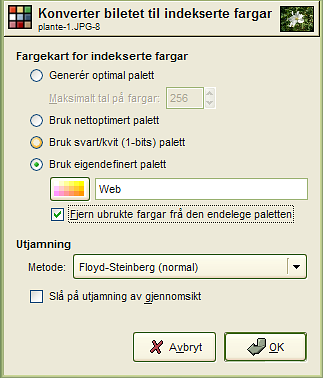 Konverter biletet til indekserte fargar
plante-1.JPG-8
Fargekart for indekserte fargar
Generér optimal palett
Maksimalt tal på fargar: 256
Bruk nettoptimert palett
Bruk svart/kvit (1-bits) palett
Bruk eigendefinert palett
Web
Fjern ubrukte fargar frå den endelege paletten
Utjamning
Metode: Floyd-Steinberg (normal)
Slå på utjamning av gjennomsikt
Avbryt OK